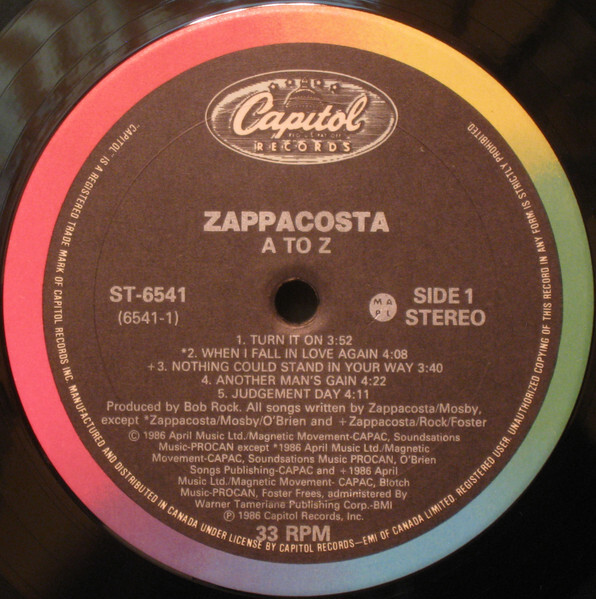 Capitol
RECORDS
ZAPPACOSTA
A TO Z
ST-6541
(6541-1)
M A
P L
SIDE 1
STEREO
1. TURN IT ON 3:52
*2. WHEN I FALL IN LOVE AGAIN 4:08
+3. NOTHING COULD STAND IN YOUR WAY 3:40
4. ANOTHER MAN'S GAIN 4:22
5. JUDGEMENT DAY 4:11
Produced by Bob Rock. All songs written by Zappacosta/Mosby,
except *Zappacosta/Mosby/O'Brien and +Zappacosta/Rock/Foster
© 1986 April Music Ltd./Magnetic Movement-CAPAC, Soundsations
Music-PROCAN except *1986 April Music Ltd./Magnetic
Movement-CAPAC, Soundsations Music PROCAN, O'Brien
Songs Publishing-CAPAC and +1986 April
Music Ltd./Magnetic Movement- CAPAC, Blotch
Music-PROCAN, Foster Frees, administered By
Warner Tamerlane Publishing Corp.-BMI
℗ 1986 Capitol Records, Inc.
33 RPM
"CAPITOL" IS A REGISTERED TRADE MARK OF CAPITOL RECORDS INC. MANUFACTURED AND DISTRIBUTED IN CANADA UNDER LICENSE BY CAPITOL RECORDS—EMI OF CANADA LIMITED, REGISTERED USER. UNAUTHORIZED COPYING OF THIS RECORD IN ANY FORM IS STRICTLY PROHIBITED.